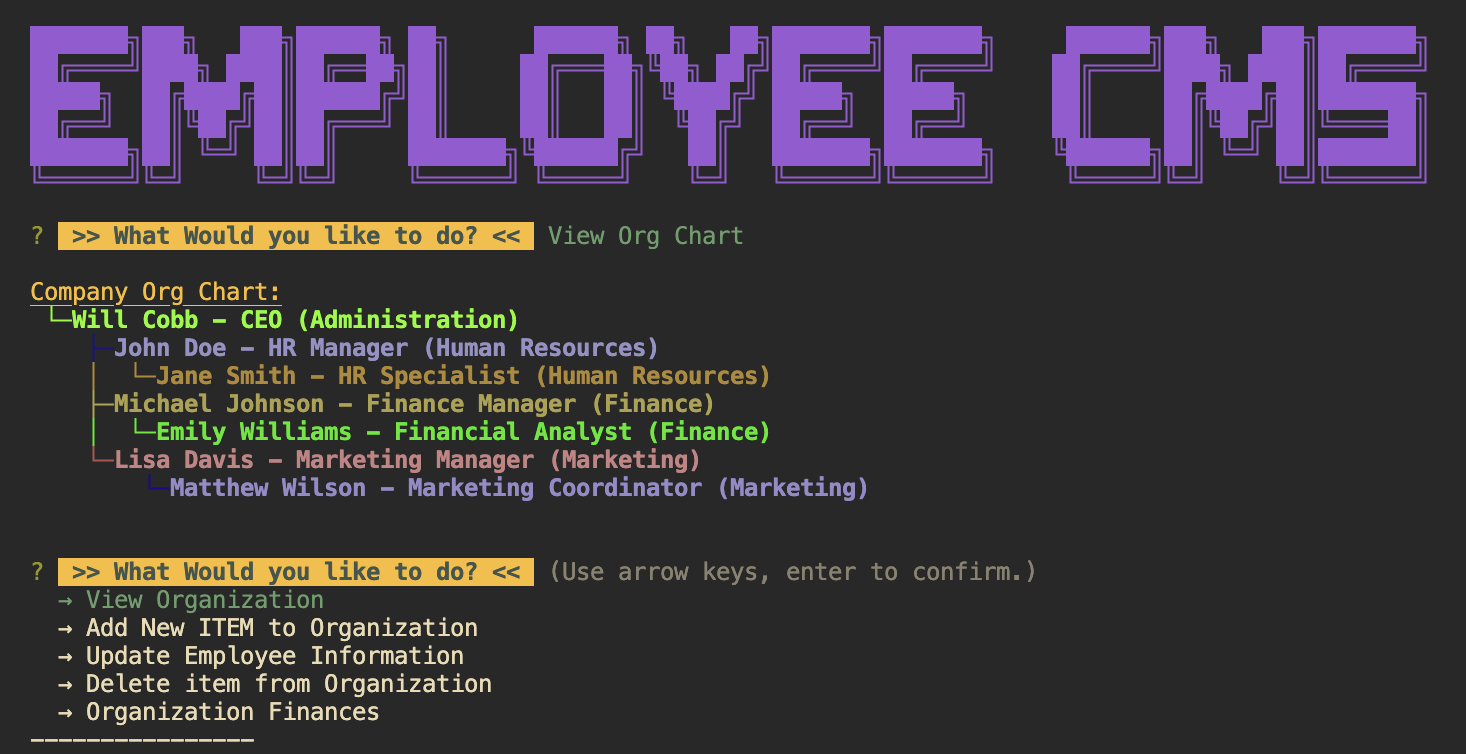 EMPLOYEE CMS
? >> What Would you like to do? << View Org Chart
Company Org Chart:
└─Will Cobb – CEO (Administration)
├─John Doe – HR Manager (Human Resources)
│ └─Jane Smith – HR Specialist (Human Resources)
├─Michael Johnson – Finance Manager (Finance)
│ └─Emily Williams – Financial Analyst (Finance)
└─Lisa Davis – Marketing Manager (Marketing)
└─Matthew Wilson – Marketing Coordinator (Marketing)
? >> What Would you like to do? << (Use arrow keys, enter to confirm.)
→ View Organization
→ Add New ITEM to Organization
→ Update Employee Information
→ Delete item from Organization
→ Organization Finances
────────────────